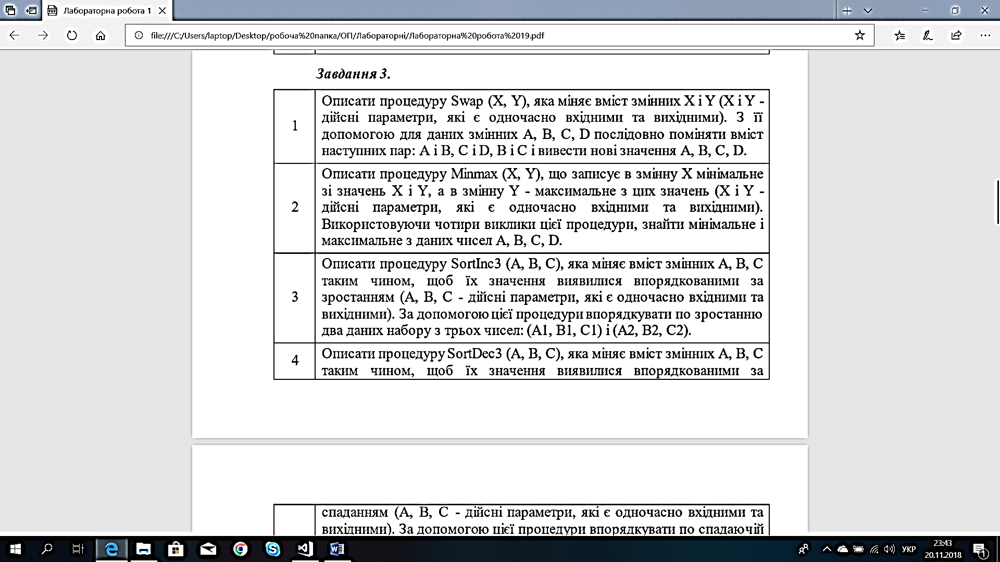 Лабораторна робота 1
file:///C:/Users/laptop/Desktop/робоча%20папка/ОП/Лабораторні/Лабораторна%20робота%2019.pdf
Завдання 3.
1
Описати процедуру Swap (X, Y), яка міняє вміст змінних X і Y (X і Y -
дійсні параметри, які є одночасно вхідними та вихідними). З її
допомогою для даних змінних A, B, C, D послідовно поміняти вміст
наступних пар: A і B, C і D, B і C і вивести нові значення A, B, C, D.
2
Описати процедуру Minmax (X, Y), що записує в змінну X мінімальне
зі значень X і Y, а в змінну Y - максимальне з цих значень (X і Y -
дійсні параметри, які є одночасно вхідними та вихідними).
Використовуючи чотири виклики цієї процедури, знайти мінімальне і
максимальне з даних чисел A, B, C, D.
3
Описати процедуру SortInc3 (A, B, C), яка міняє вміст змінних A, B, C
таким чином, щоб їх значення виявилися впорядкованими за
зростанням (A, B, C - дійсні параметри, які є одночасно вхідними та
вихідними). За допомогою цієї процедури впорядкувати по зростанню
два даних набору з трьох чисел: (A1, B1, C1) і (A2, B2, C2).
4
Описати процедуру SortDec3 (A, B, C), яка міняє вміст змінних A, B, C
таким чином, щоб їх значення виявилися впорядкованими за
спаданням (A, B, C - дійсні параметри, які є одночасно вхідними та
вихідними). За допомогою цієї процедури впорядкувати по спадаючій
УКР
23:43
20.11.2018
1